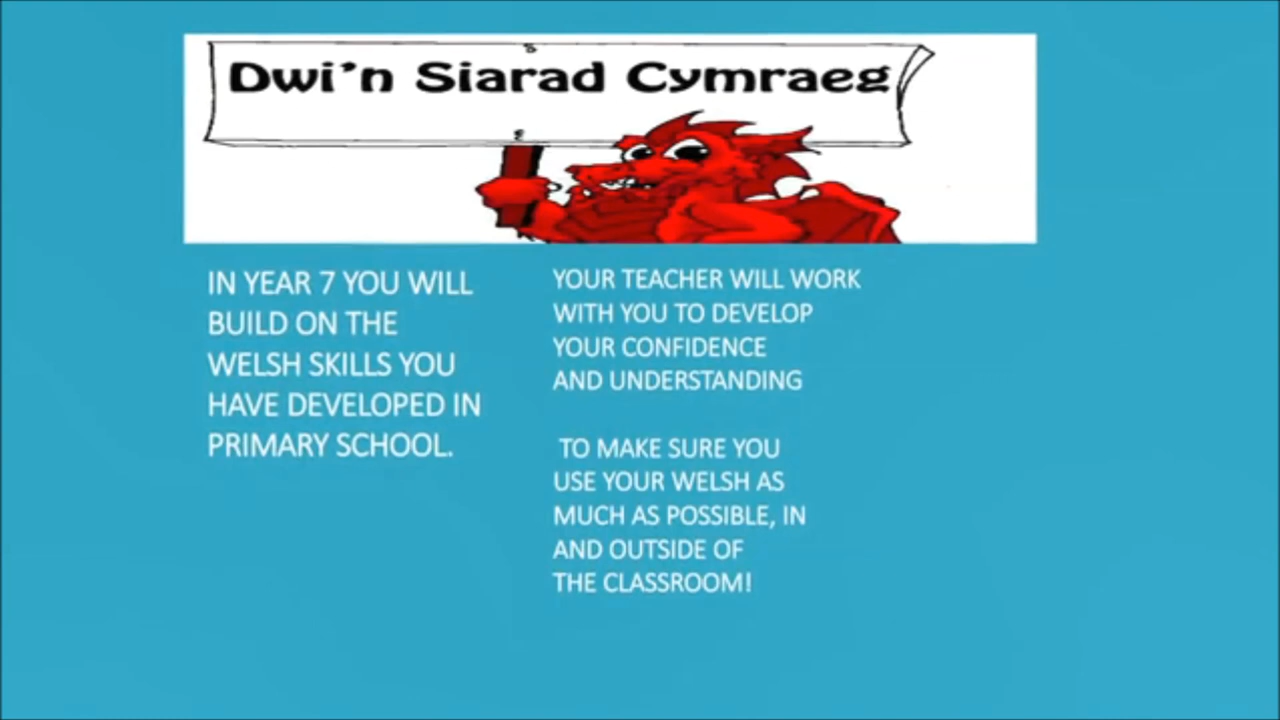 Dwi'n Siarad Cymraeg
IN YEAR 7 YOU WILL
BUILD ON THE
WELSH SKILLS YOU
HAVE DEVELOPED IN
PRIMARY SCHOOL.
YOUR TEACHER WILL WORK
WITH YOU TO DEVELOP
YOUR CONFIDENCE
AND UNDERSTANDING
TO MAKE SURE YOU
USE YOUR WELSH AS
MUCH AS POSSIBLE, IN
AND OUTSIDE OF
THE CLASSROOM!